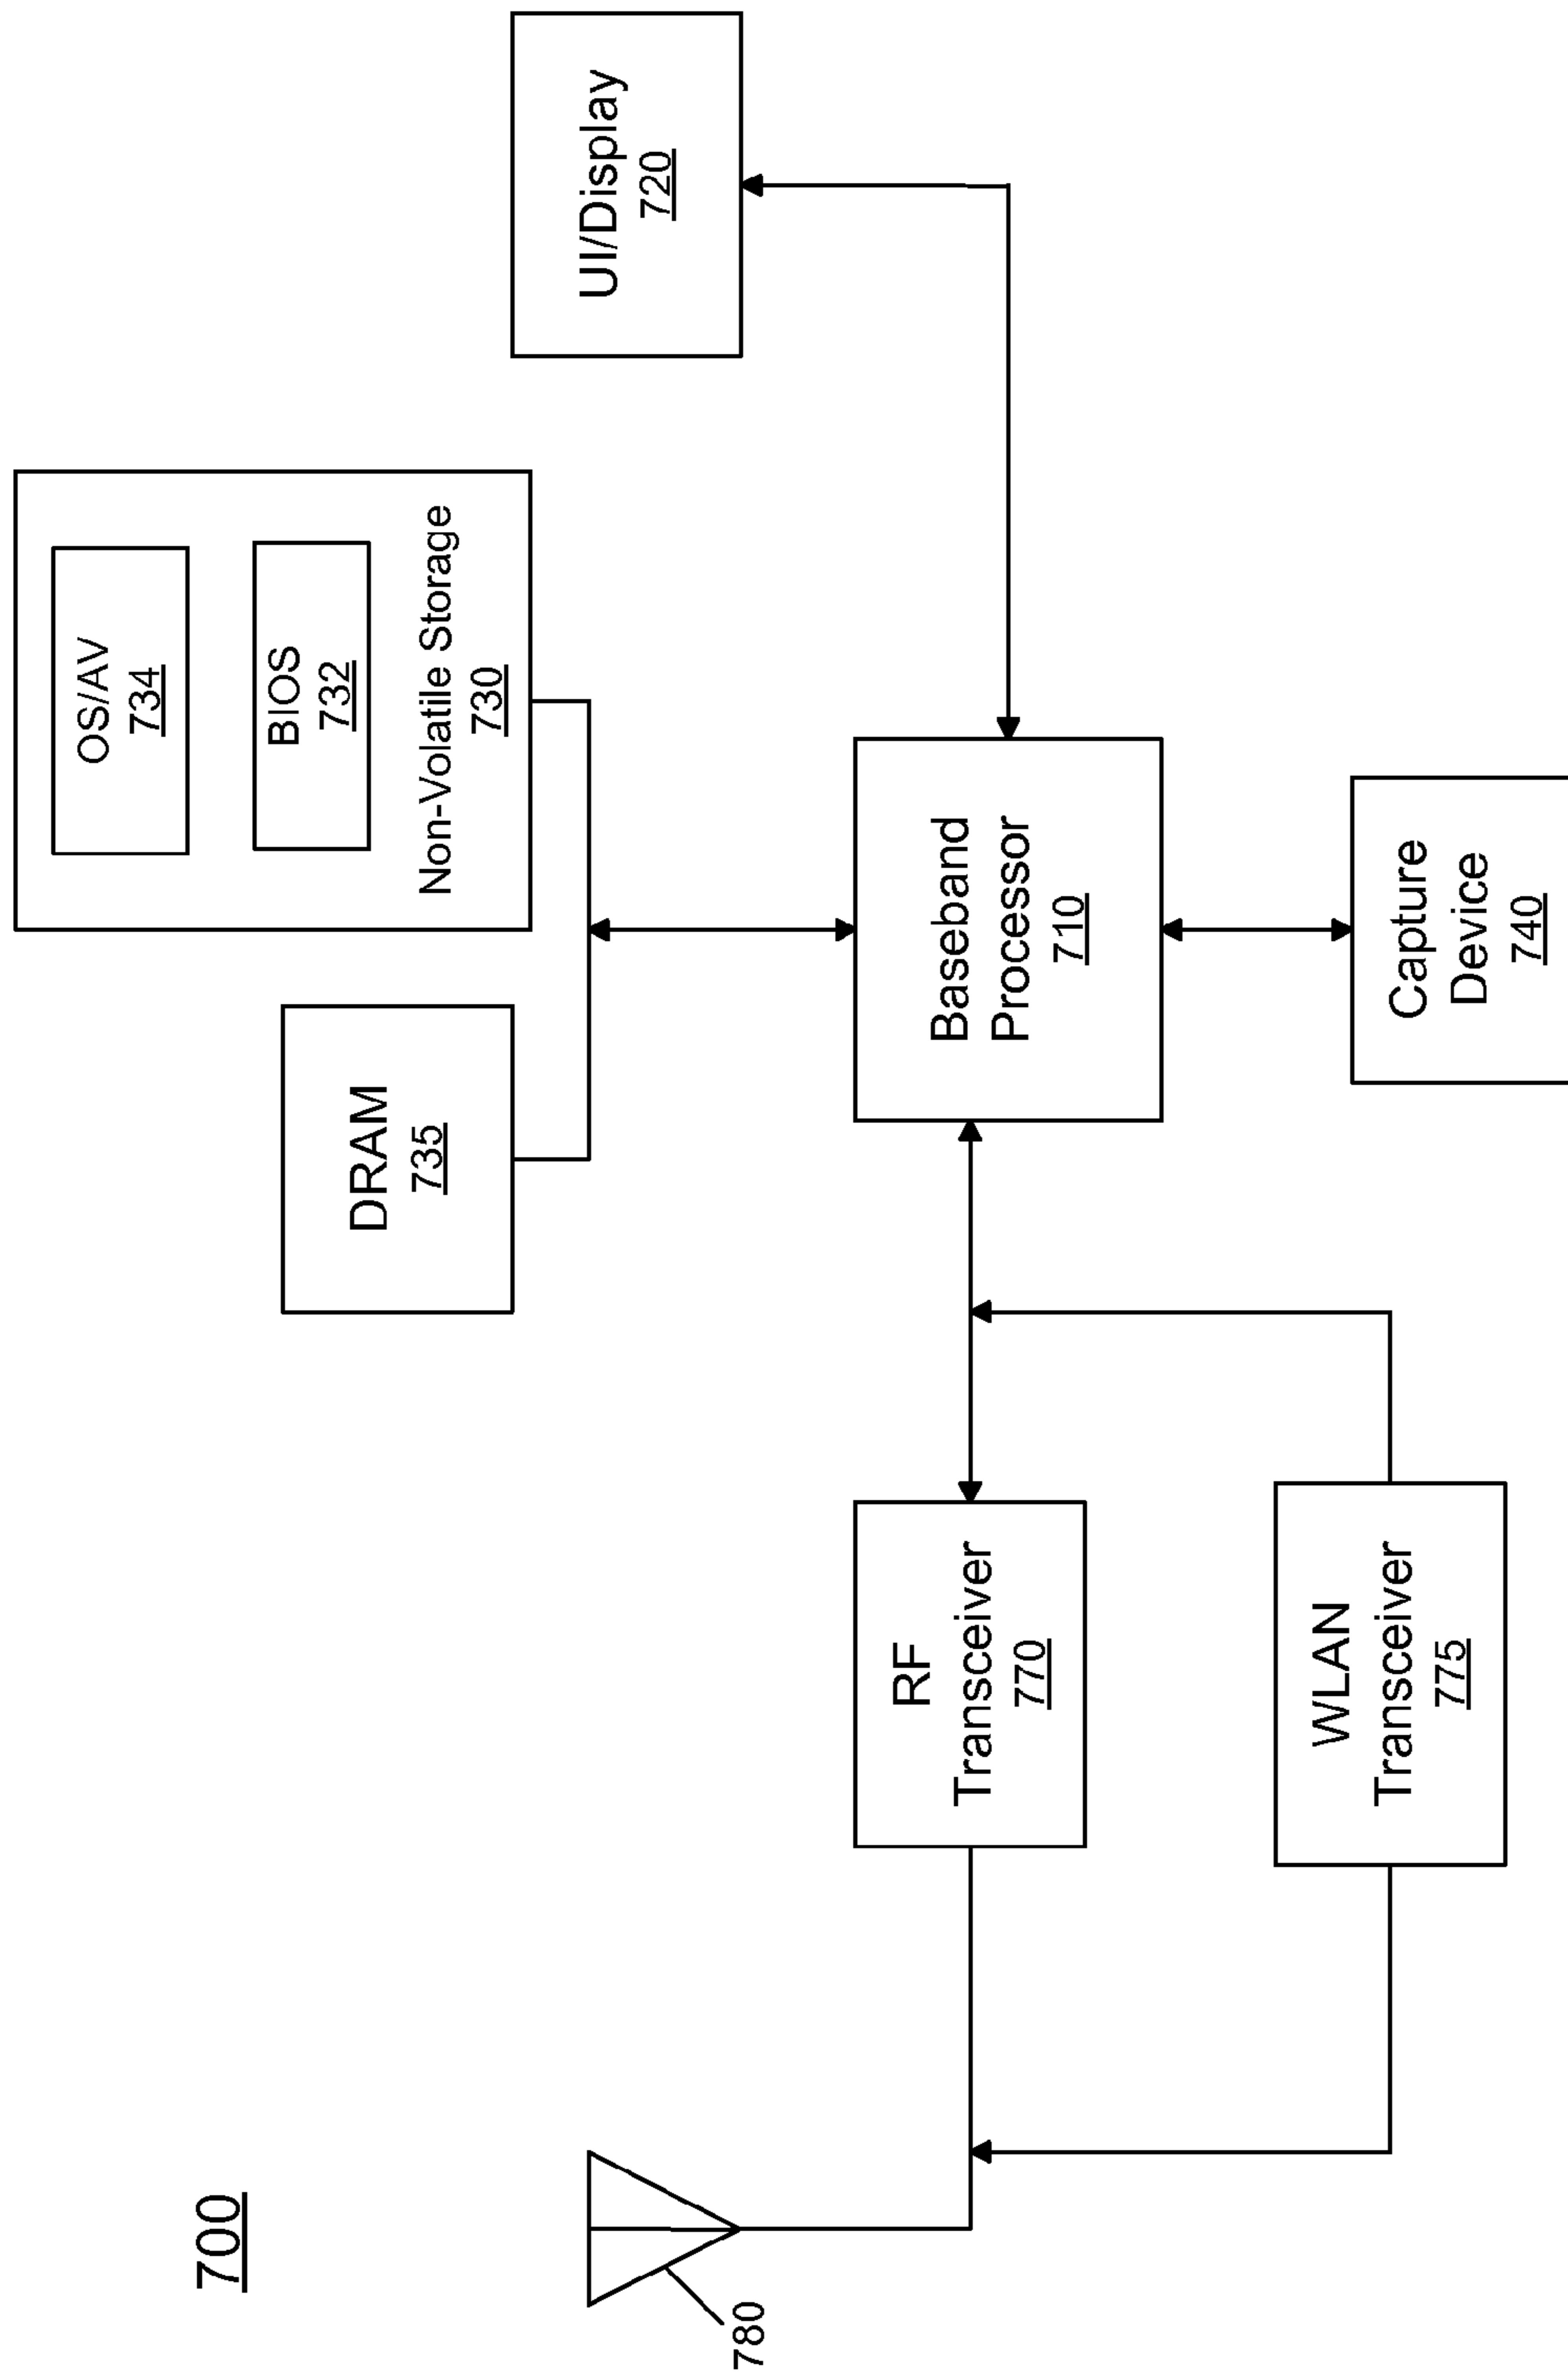 700
780
RF
Transceiver
770
WLAN
Transceiver
775
DRAM
735
OS/AV
734
BIOS
732
Non-Volatile Storage
730
Baseband
Processor
710
Capture
Device
740
UI/Display
720